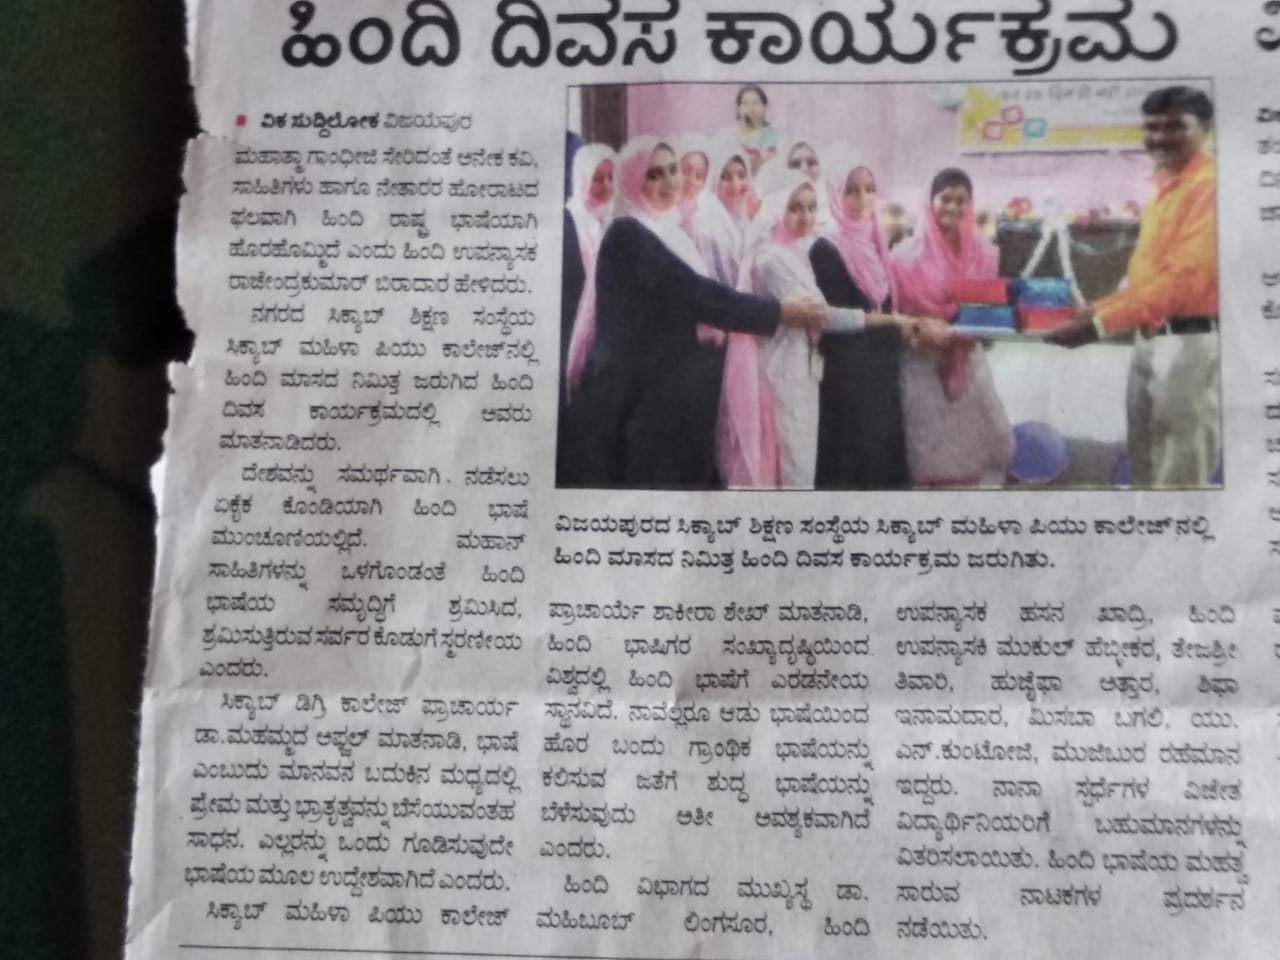 ಹಿಂದಿ ದಿವಸ ಕಾರ್ಯಕ್ರಮ
ವಿಕ ಸುದ್ದಿಲೋಕ ವಿಜಯಪುರ
ಮಹಾತ್ಮಾ ಗಾಂಧೀಜಿ ಸೇರಿದಂತೆ ಅನೇಕ ಕವಿ,
ಸಾಹಿತಿಗಳು ಹಾಗೂ ನೇತಾರರ ಹೋರಾಟದ
ಫಲವಾಗಿ ಹಿಂದಿ ರಾಷ್ಟ್ರ ಭಾಷೆಯಾಗಿ
ಹೊರಹೊಮ್ಮಿದೆ ಎಂದು ಹಿಂದಿ ಉಪನ್ಯಾಸಕ
ರಾಜೇಂದ್ರಕುಮಾರ್ ಬಿರಾದಾರ ಹೇಳಿದರು.
ನಗರದ ಸಿಕ್ಯಾಬ್ ಶಿಕ್ಷಣ ಸಂಸ್ಥೆಯ
ಸಿಕ್ಯಾಬ್ ಮಹಿಳಾ ಪಿಯು ಕಾಲೇಜ್‌ನಲ್ಲಿ
ಹಿಂದಿ ಮಾಸದ ನಿಮಿತ್ತ ಜರುಗಿದ ಹಿಂದಿ
ದಿವಸ ಕಾರ್ಯಕ್ರಮದಲ್ಲಿ ಅವರು
ಮಾತನಾಡಿದರು.
ದೇಶವನ್ನು ಸಮರ್ಥವಾಗಿ. ನಡೆಸಲು
ಏಕೈಕ ಕೊಂಡಿಯಾಗಿ ಹಿಂದಿ ಭಾಷೆ
ಮುಂಚೂಣಿಯಲ್ಲಿದೆ. ಮಹಾನ್
ಸಾಹಿತಿಗಳನ್ನು ಒಳಗೊಂಡಂತೆ ಹಿಂದಿ
ಭಾಷೆಯ ಸಮೃದ್ಧಿಗೆ ಶ್ರಮಿಸಿದ,
ಶ್ರಮಿಸುತ್ತಿರುವ ಸರ್ವರ ಕೊಡುಗೆ ಸ್ಮರಣೀಯ
ಎಂದರು.
ಸಿಕ್ಯಾಬ್ ಡಿಗ್ರಿ ಕಾಲೇಜ್ ಪ್ರಾಚಾರ್ಯ
ಡಾ.ಮಹಮ್ಮದ ಅಫ್ಜಲ್ ಮಾತನಾಡಿ, ಭಾಷೆ
ಎಂಬುದು ಮಾನವನ ಬದುಕಿನ ಮಧ್ಯದಲ್ಲಿ
ಪ್ರೇಮ ಮತ್ತು ಭ್ರಾತೃತ್ವವನ್ನು ಬೆಸೆಯುವಂತಹ
ಸಾಧನ. ಎಲ್ಲರನ್ನು ಒಂದು ಗೂಡಿಸುವುದೇ
ಭಾಷೆಯ ಮೂಲ ಉದ್ದೇಶವಾಗಿದೆ ಎಂದರು.
ಸಿಕ್ಯಾಬ್ ಮಹಿಳಾ ಪಿಯು ಕಾಲೇಜ್
ವಿಜಯಪುರದ ಸಿಕ್ಯಾಬ್ ಶಿಕ್ಷಣ ಸಂಸ್ಥೆಯ ಸಿಕ್ಯಾಬ್ ಮಹಿಳಾ ಪಿಯು ಕಾಲೇಜ್‌ನಲ್ಲಿ
ಹಿಂದಿ ಮಾಸದ ನಿಮಿತ್ತ ಹಿಂದಿ ದಿವಸ ಕಾರ್ಯಕ್ರಮ ಜರುಗಿತು.
ಪ್ರಾಚಾರ್ಯೆ ಶಾಕೀರಾ ಶೇಖ್ ಮಾತನಾಡಿ,
ಹಿಂದಿ ಭಾಷಿಗರ ಸಂಖ್ಯಾದೃಷ್ಠಿಯಿಂದ
ವಿಶ್ವದಲ್ಲಿ ಹಿಂದಿ ಭಾಷೆಗೆ ಎರಡನೇಯ
ಸ್ಥಾನವಿದೆ. ನಾವೆಲ್ಲರೂ ಆಡು ಭಾಷೆಯಿಂದ
ಹೊರ ಬಂದು ಗ್ರಾಂಥಿಕ ಭಾಷೆಯನ್ನು
ಕಲಿಸುವ ಜತೆಗೆ ಶುದ್ಧ ಭಾಷೆಯನ್ನು
ಬೆಳೆಸುವುದು ಅತೀ ಅವಶ್ಯಕವಾಗಿದೆ
ಎಂದರು.
ಹಿಂದಿ ವಿಭಾಗದ ಮುಖ್ಯಸ್ಥ ಡಾ.
ಮಹಿಬೂಬ್ ಲಿಂಗಸೂರ, ಹಿಂದಿ
ಉಪನ್ಯಾಸಕ ಹಸನ ಖಾದ್ರಿ, ಹಿಂದಿ
ಉಪನ್ಯಾಸಕಿ ಮುಕುಲ್ ಹೆಬ್ಳೀಕರ, ತೇಜಶ್ರೀ
ತಿವಾರಿ, ಹುಜೈಫಾ ಅತ್ತಾರ, ಶಿಫಾ
ಇನಾಮದಾರ, ಮಿಸಬಾ ಬಗಲಿ, ಯು.
ಎನ್.ಕುಂಟೋಜಿ, ಮುಜಿಬುರ ರಹೆಮಾನ
ಇದ್ದರು. ನಾನಾ ಸ್ಪರ್ಧೆಗಳ ವಿಜೇತ
ವಿದ್ಯಾರ್ಥಿನಿಯರಿಗೆ ಬಹುಮಾನಗಳನ್ನು
ವಿತರಿಸಲಾಯಿತು. ಹಿಂದಿ ಭಾಷೆಯ ಮಹತ್ವ
ಸಾರುವ ನಾಟಕಗಳ ಪ್ರದರ್ಶನ
ನಡೆಯಿತು.